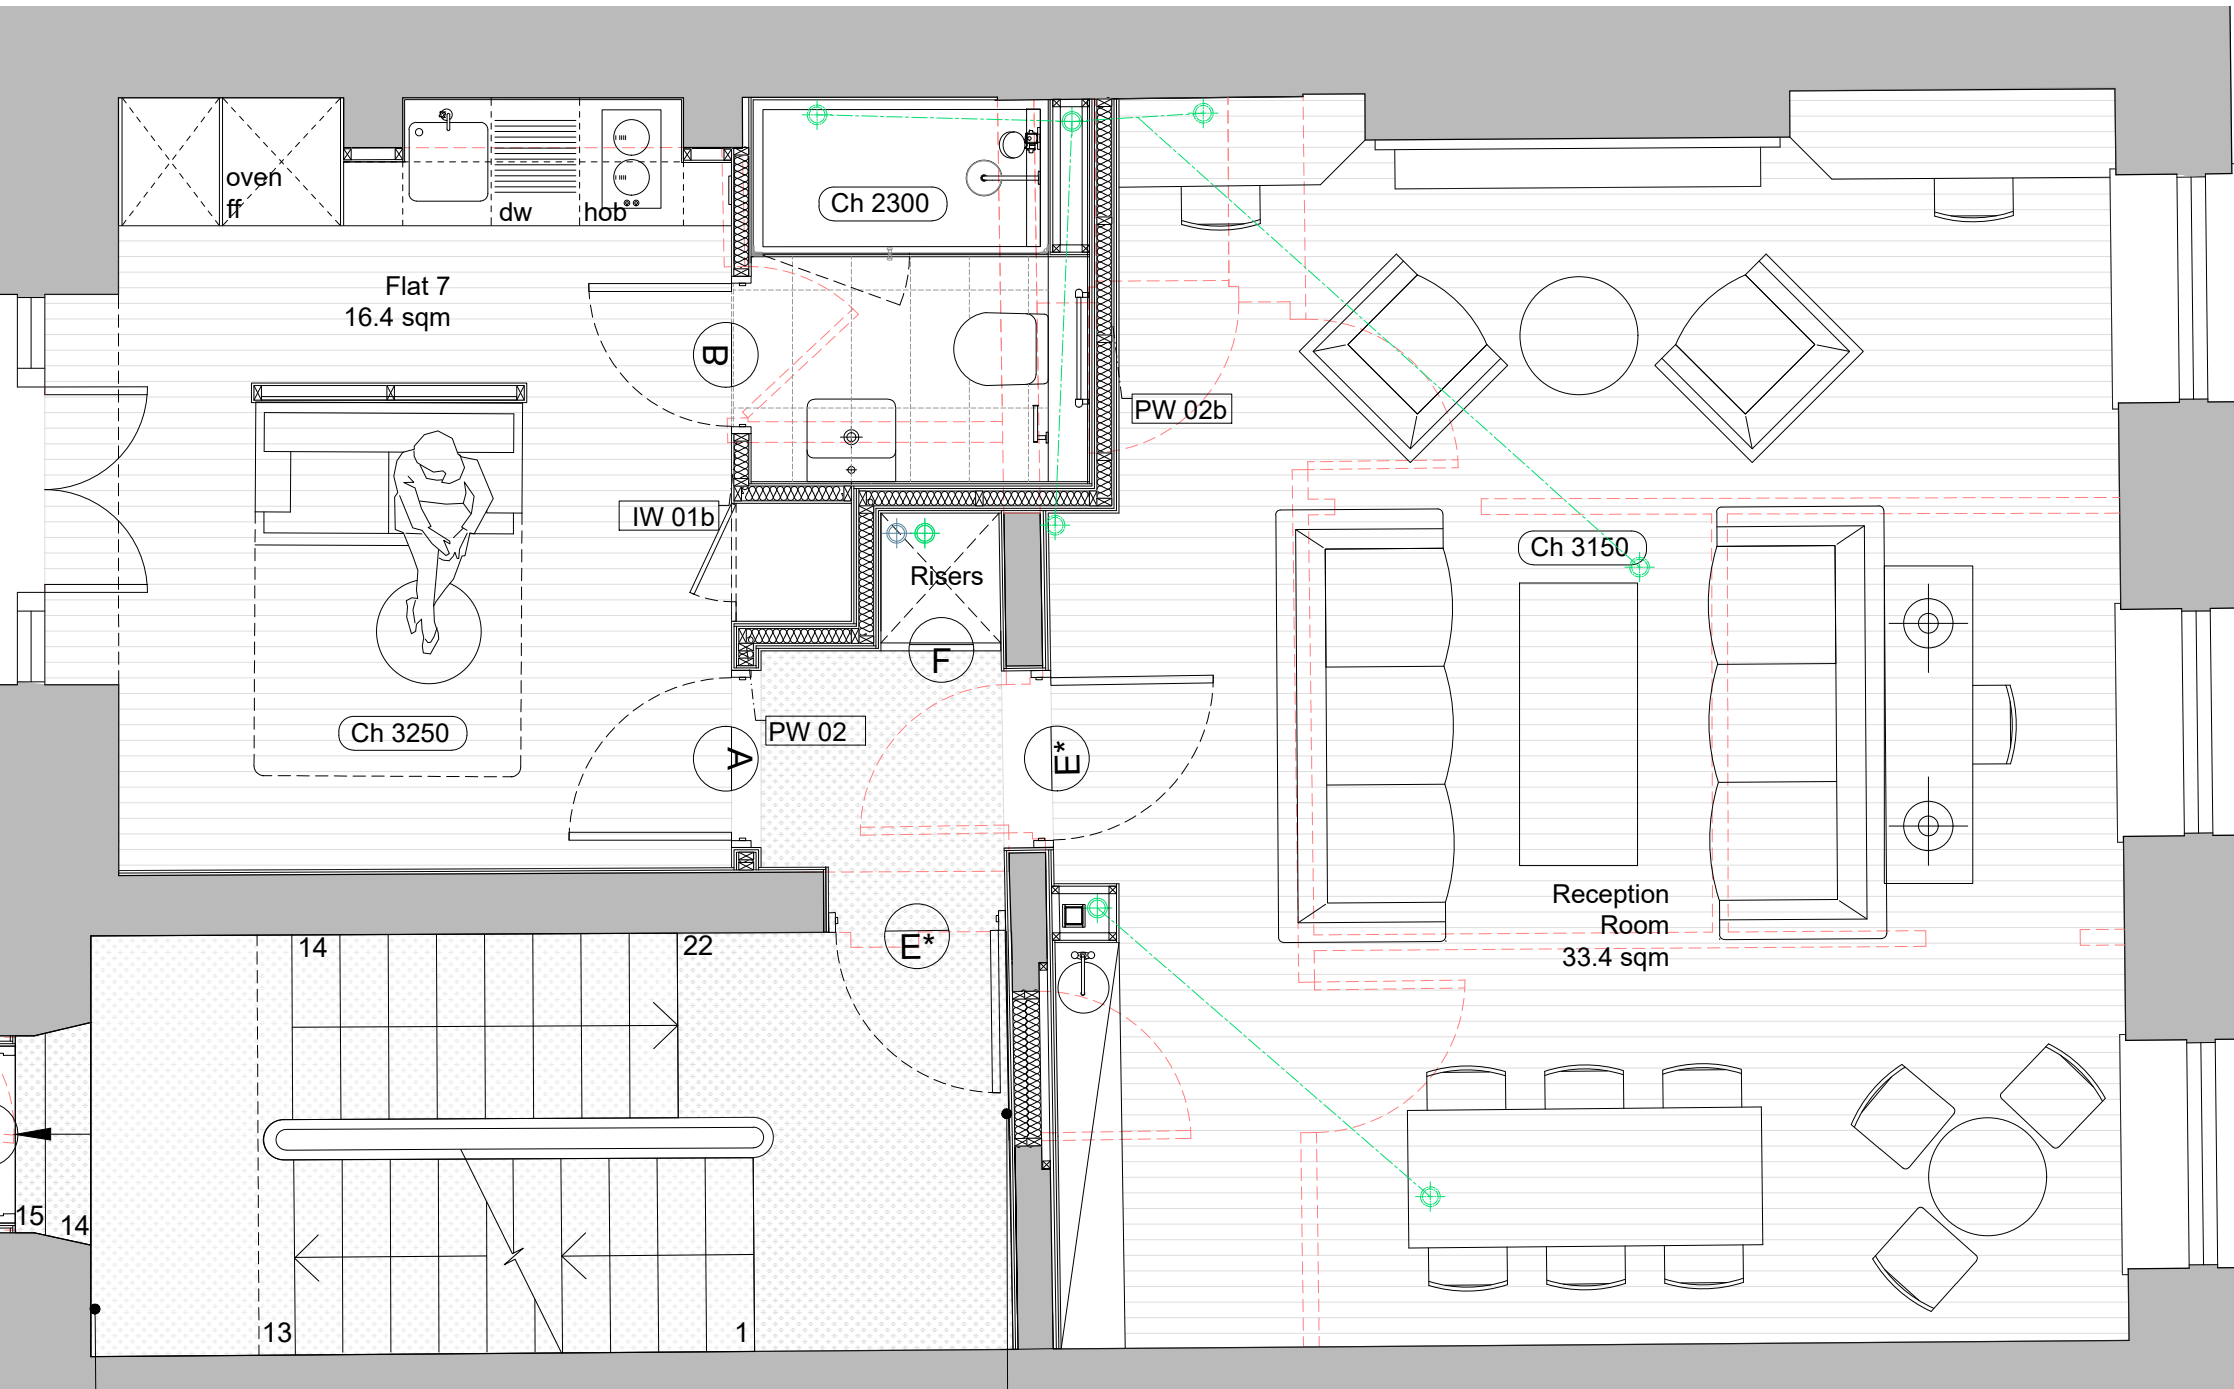 oven
ff
dw
hob
Ch 2300
Flat 7
16.4 sqm
B
PW 02b
IW 01b
Ch 3150
Risers
F
Ch 3250
PW 02
A
E*
Reception
Room
33.4 sqm
E*
14
22
15
14
13
1